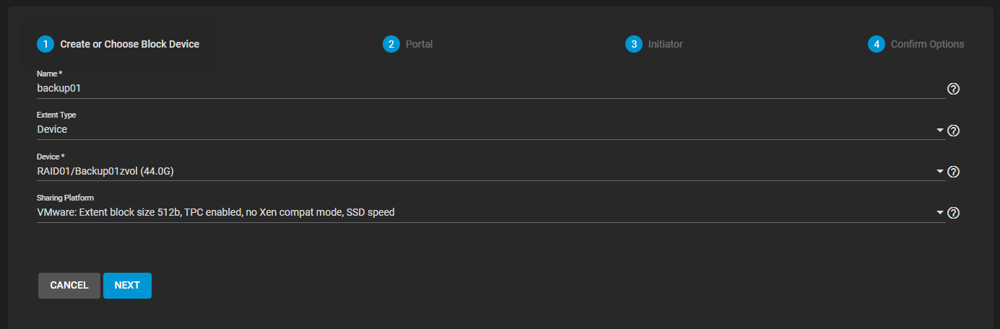 1 Create or Choose Block Device 2 Portal 3 Initiator 4 Confirm Options
Name *
backup01
Extent Type
Device
Device *
RAID01/Backup01zvol (44.0G)
Sharing Platform
VMware: Extent block size 512b, TPC enabled, no Xen compat mode, SSD speed
CANCEL NEXT